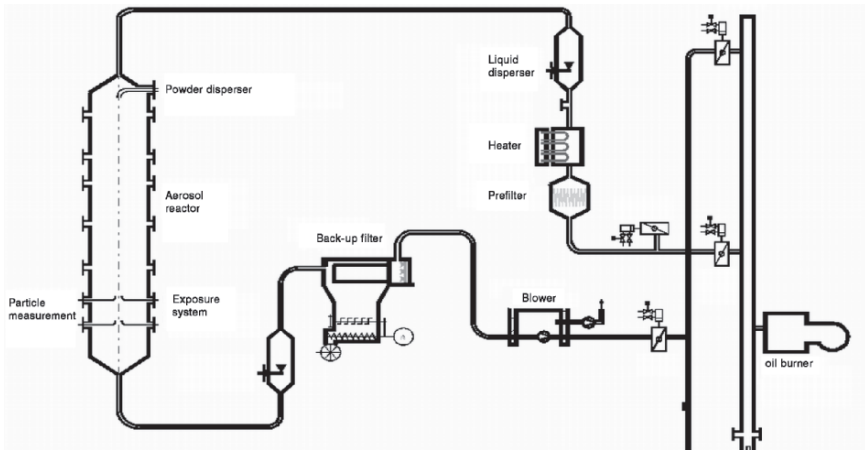 Liquid
disperser
Powder disperser
Heater
Prefilter
Aerosol
reactor
Back-up filter
Particle
measurement
Exposure
system
Blower
oil burner